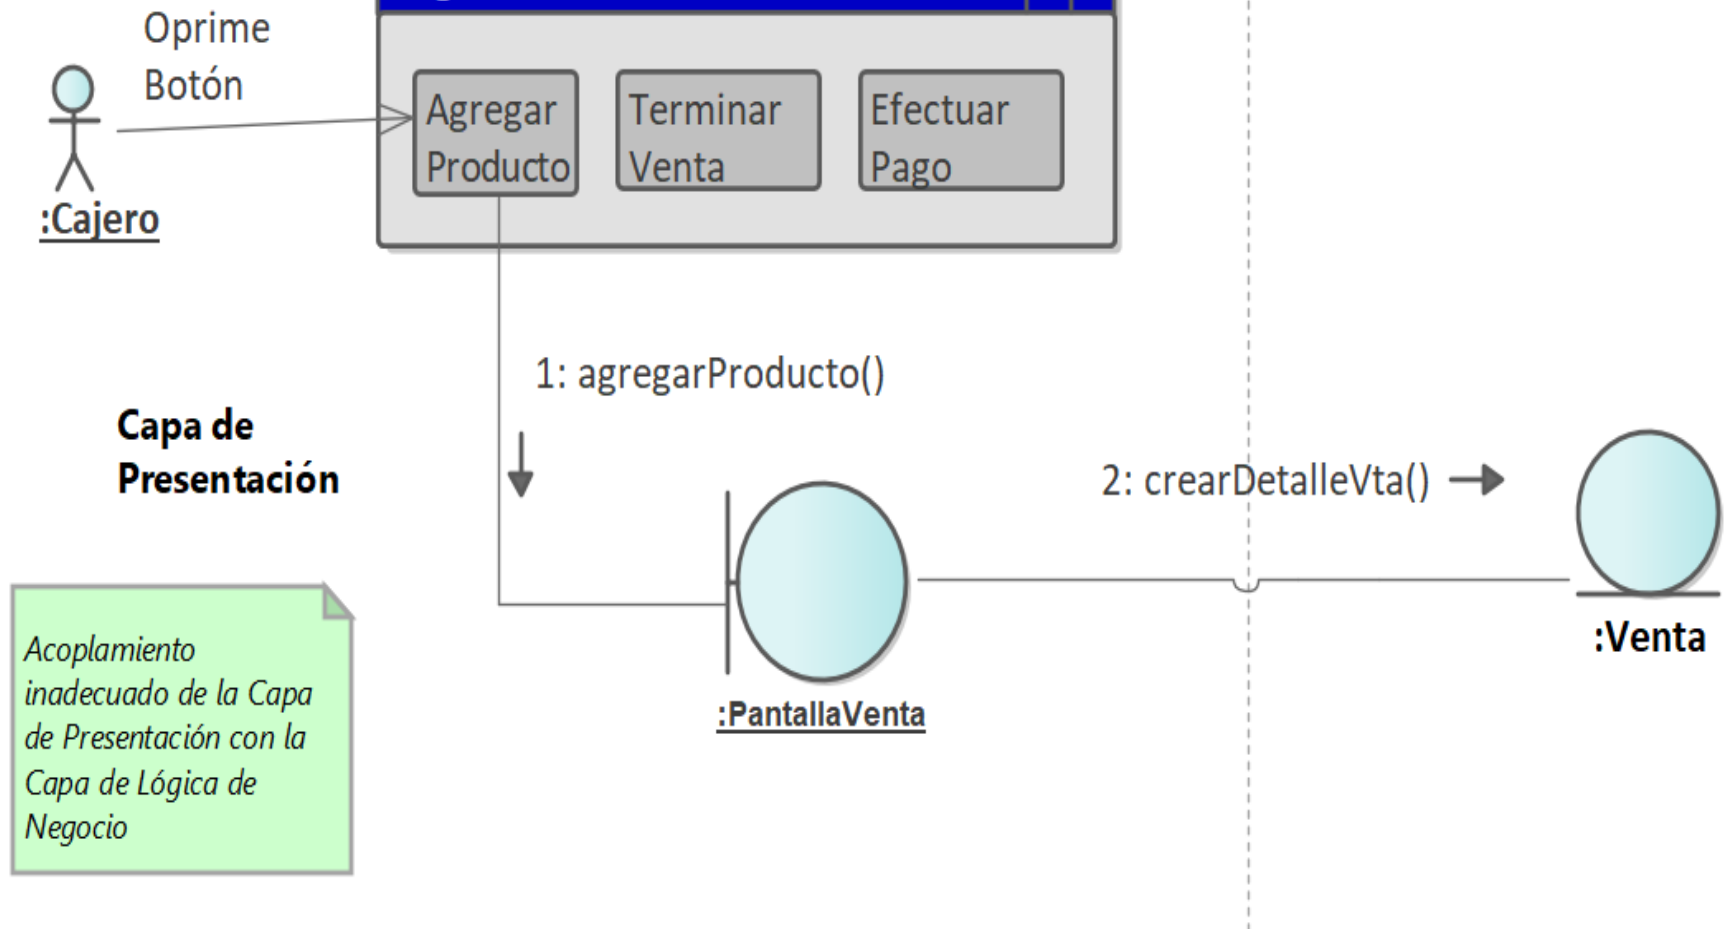 Oprime
Botón
Agregar
Producto
Terminar
Venta
Efectuar
Pago
:Cajero
1: agregarProducto()
Capa de
Presentación
2: crearDetalleVta()
:Venta
:PantallaVenta
Acoplamiento
inadecuado de la Capa
de Presentación con la
Capa de Lógica de
Negocio